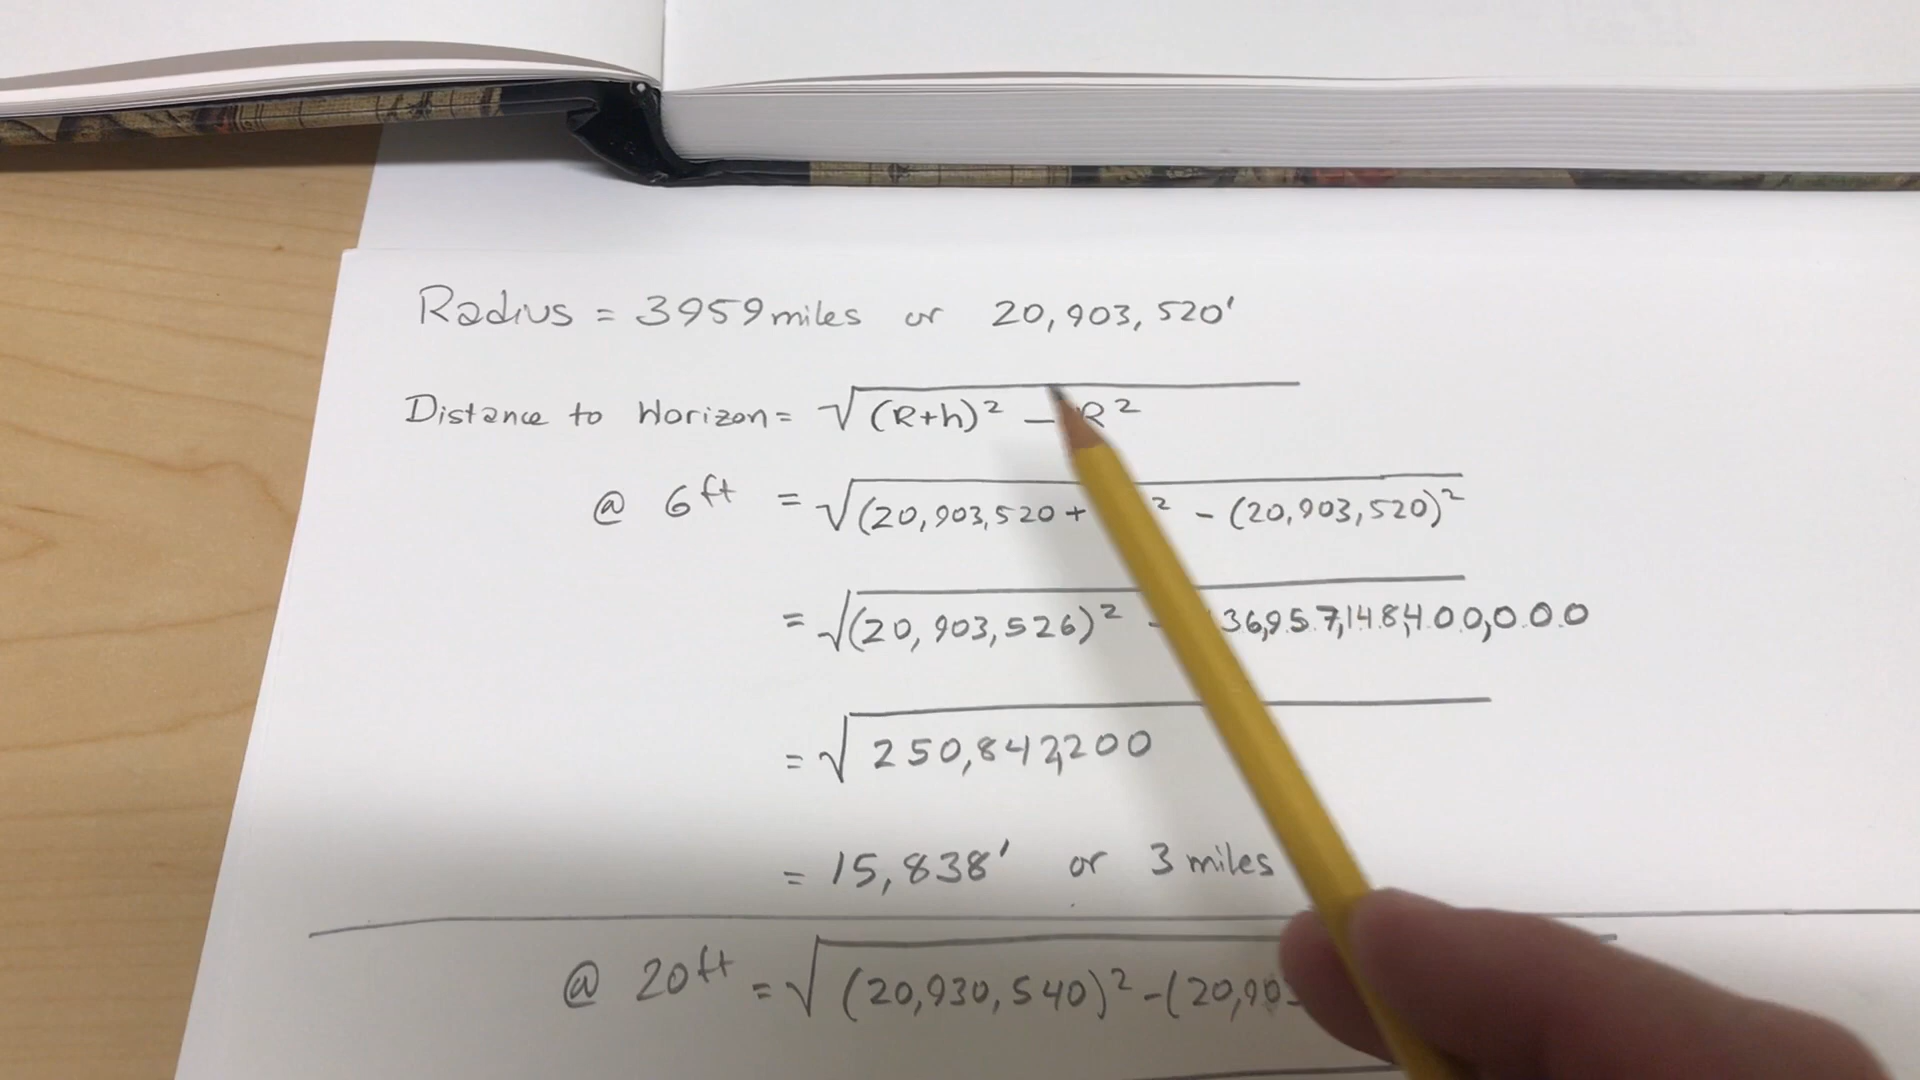 Radius = 3959 miles or 20,903,520'
Distance to Horizon = √(R+h)² − R²
@ 6ft = √(20,903,520 + ² − (20,903,520)²
= √(20,903,526)² − 36,957,148,400,000
= √250,842,200
= 15,838' or 3 miles
@ 20ft = √(20,930,540)² − (20,90